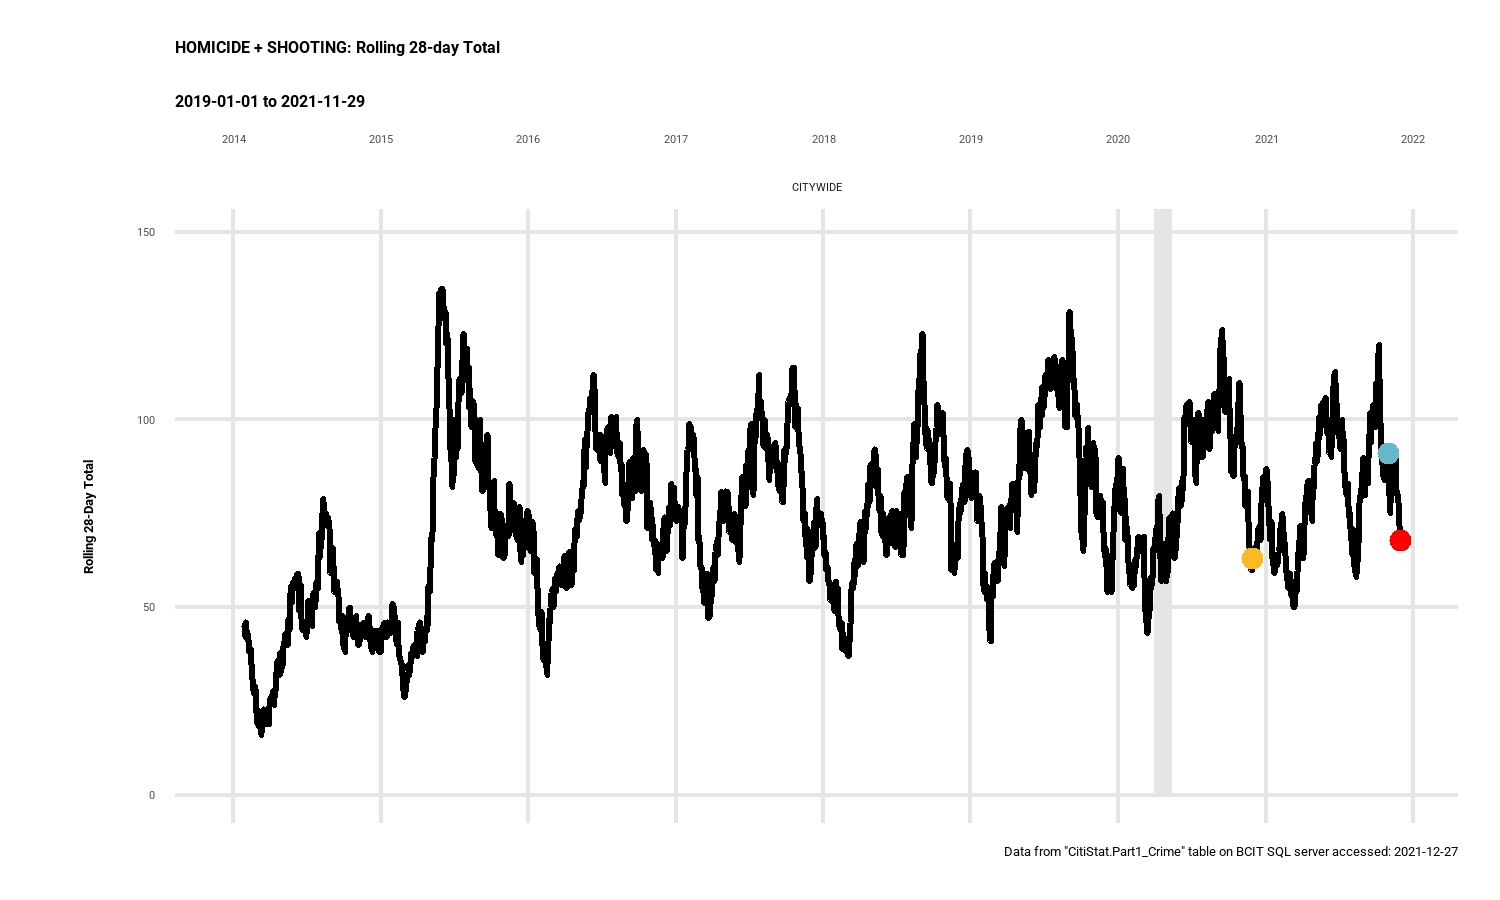 HOMICIDE + SHOOTING: Rolling 28-day Total
2019-01-01 to 2021-11-29
2014 2015 2016 2017 2018 2019 2020 2021 2022
CITYWIDE
150
100
50
0
Rolling 28-Day Total
Data from "CitiStat.Part1_Crime" table on BCIT SQL server accessed: 2021-12-27